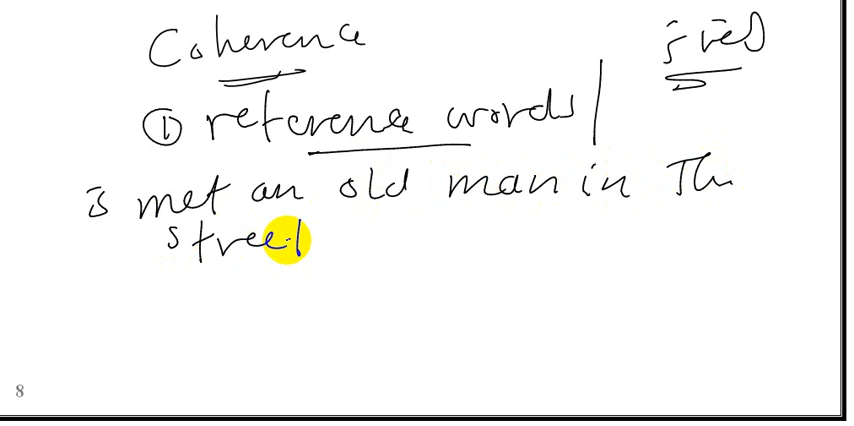 Coherence
① reference words
I met an old man in The
street
8